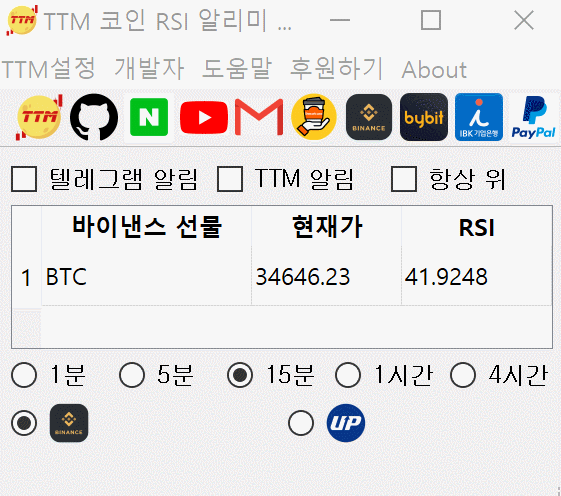 TTM TTM 코인 RSI 알리미 ...
TTM설정 개발자 도움말 후원하기 About
TTM N BINANCE bybit i IBK기업은행 P PayPal
텔레그램 알림 TTM 알림 항상 위
바이낸스 선물 현재가 RSI
1 BTC 34646.23 41.9248
1분 5분 15분 1시간 4시간
BINANCE UP